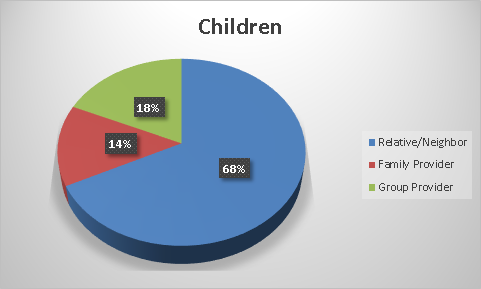 Children
18%
14%
68%
Relative/Neighbor
Family Provider
Group Provider